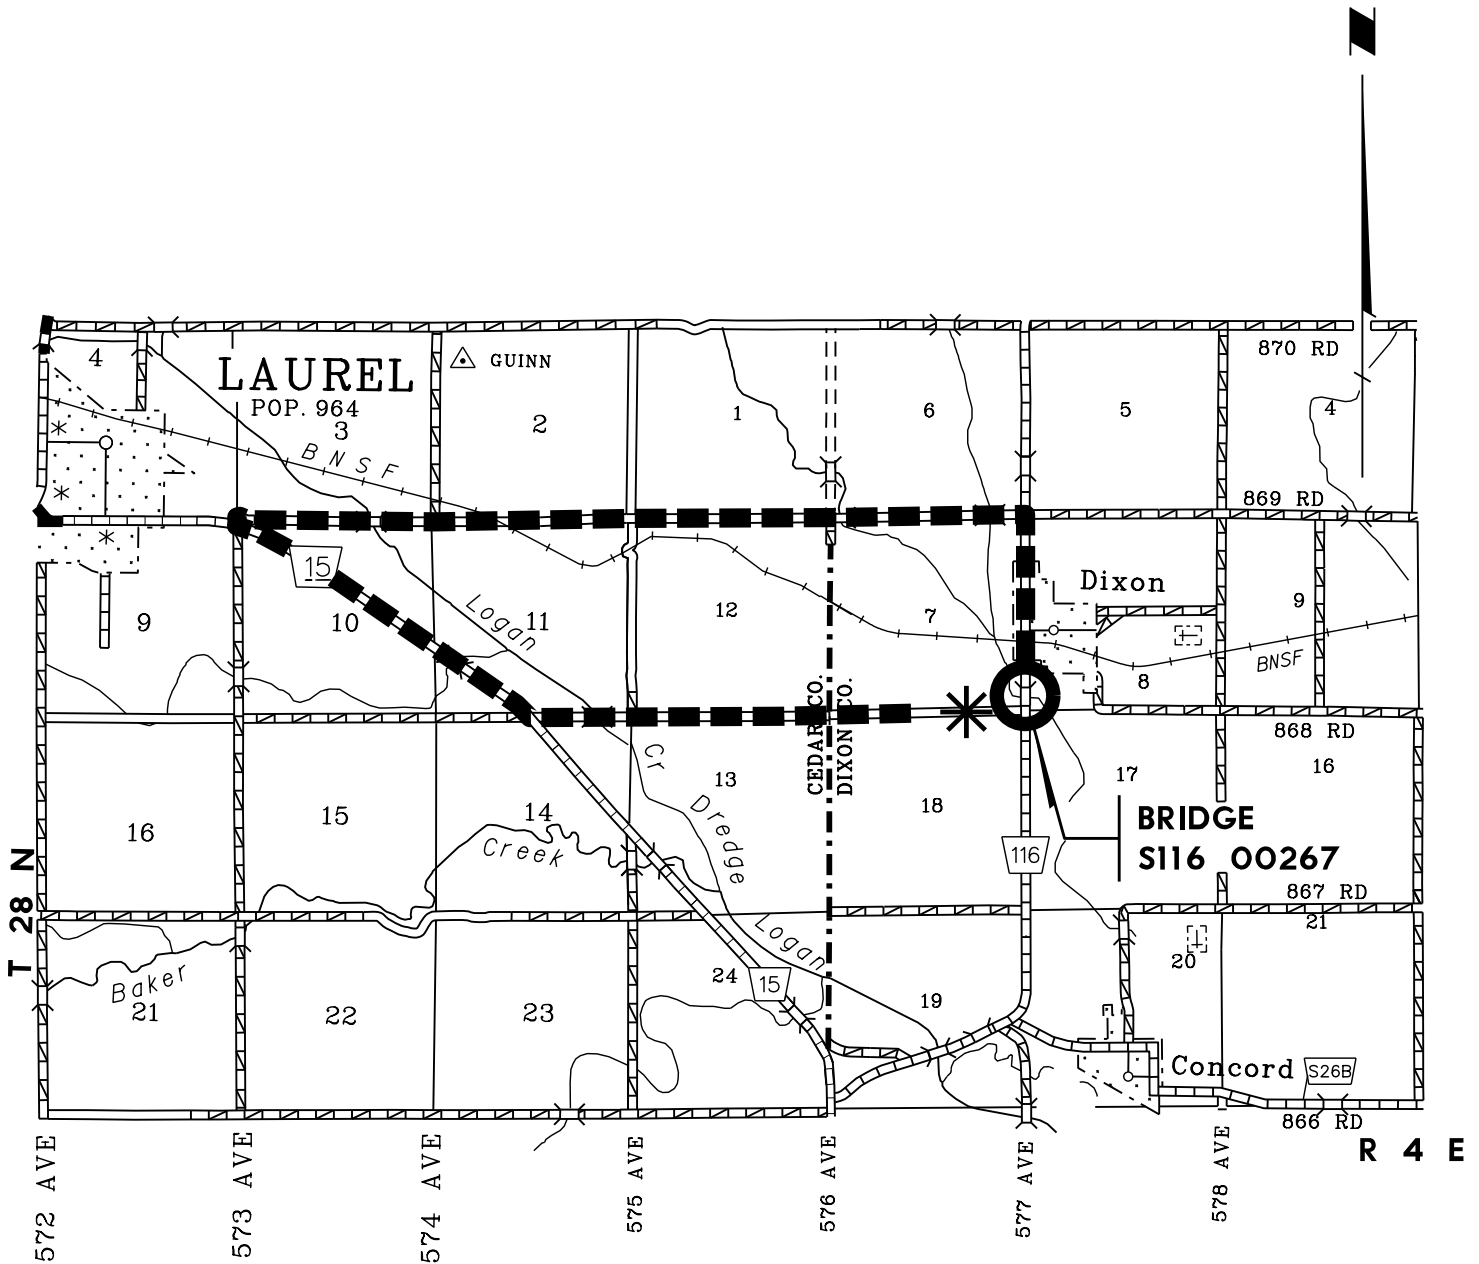 870 RD
4
LAUREL
POP. 964
3
GUINN
2
1
6
5
4
BNSF
869 RD
15
Dixon
9
10
Logan
11
12
7
8
9
BNSF
CEDAR CO.
DIXON CO.
868 RD
16
15
14
Creek
Cr
Dredge
13
18
17
16
116
BRIDGE
S116 00267
867 RD
T 28 N
Baker
21
22
23
24
Logan
15
19
20
21
Concord
S26B
866 RD
R 4 E
572 AVE
573 AVE
574 AVE
575 AVE
576 AVE
577 AVE
578 AVE